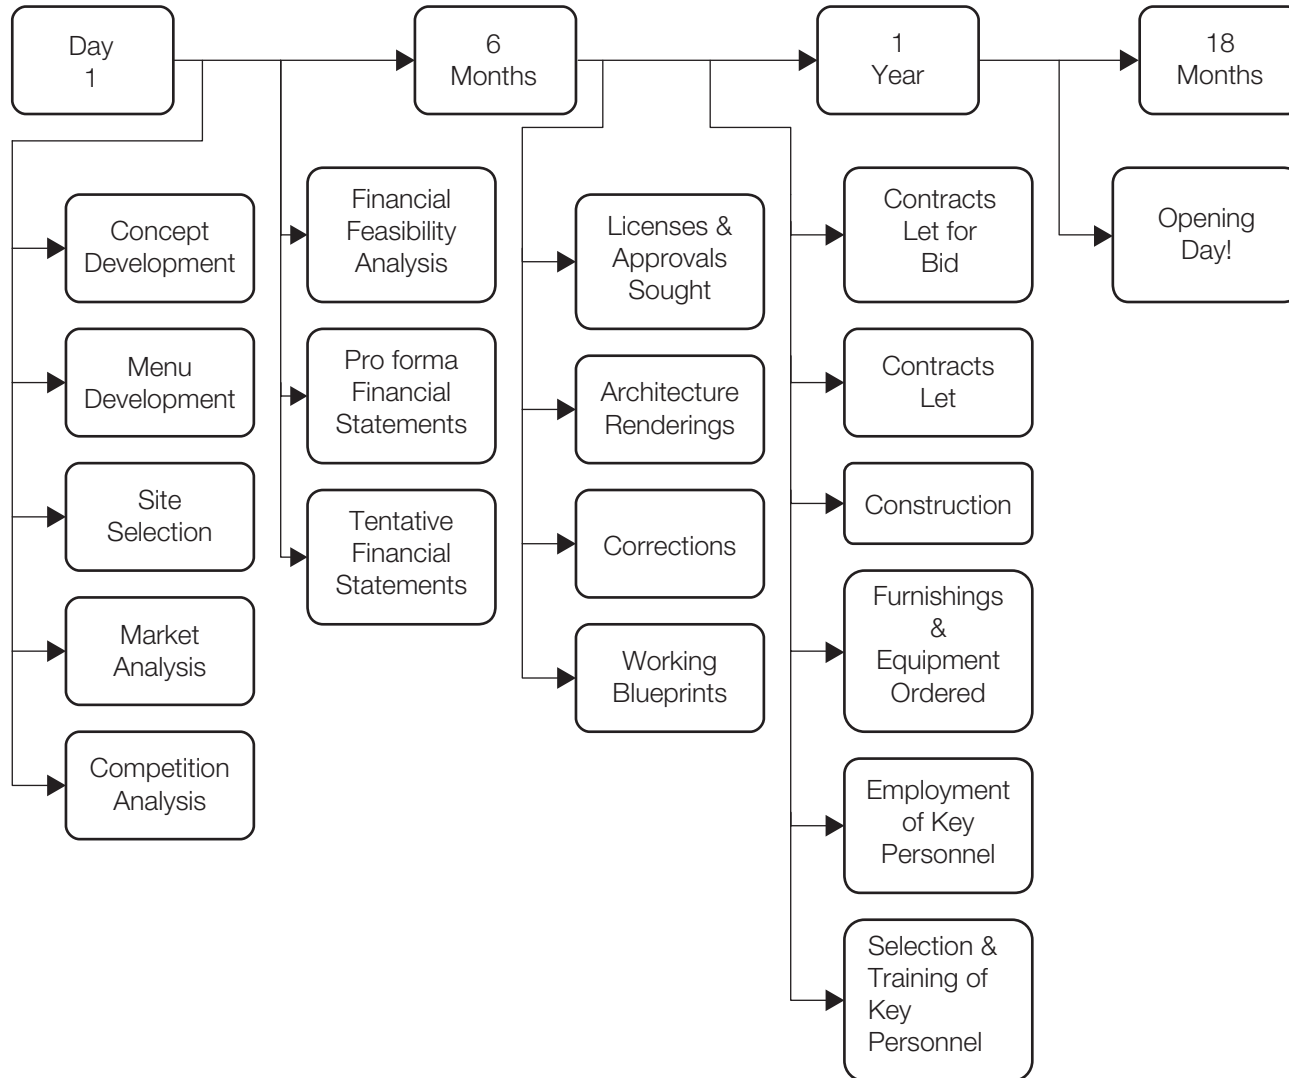 Day
1
6
Months
1
Year
18
Months
Concept
Development
Menu
Development
Site
Selection
Market
Analysis
Competition
Analysis
Financial
Feasibility
Analysis
Pro forma
Financial
Statements
Tentative
Financial
Statements
Licenses &
Approvals
Sought
Architecture
Renderings
Corrections
Working
Blueprints
Contracts
Let for
Bid
Contracts
Let
Construction
Furnishings
&
Equipment
Ordered
Employment
of Key
Personnel
Selection &
Training of
Key
Personnel
Opening
Day!